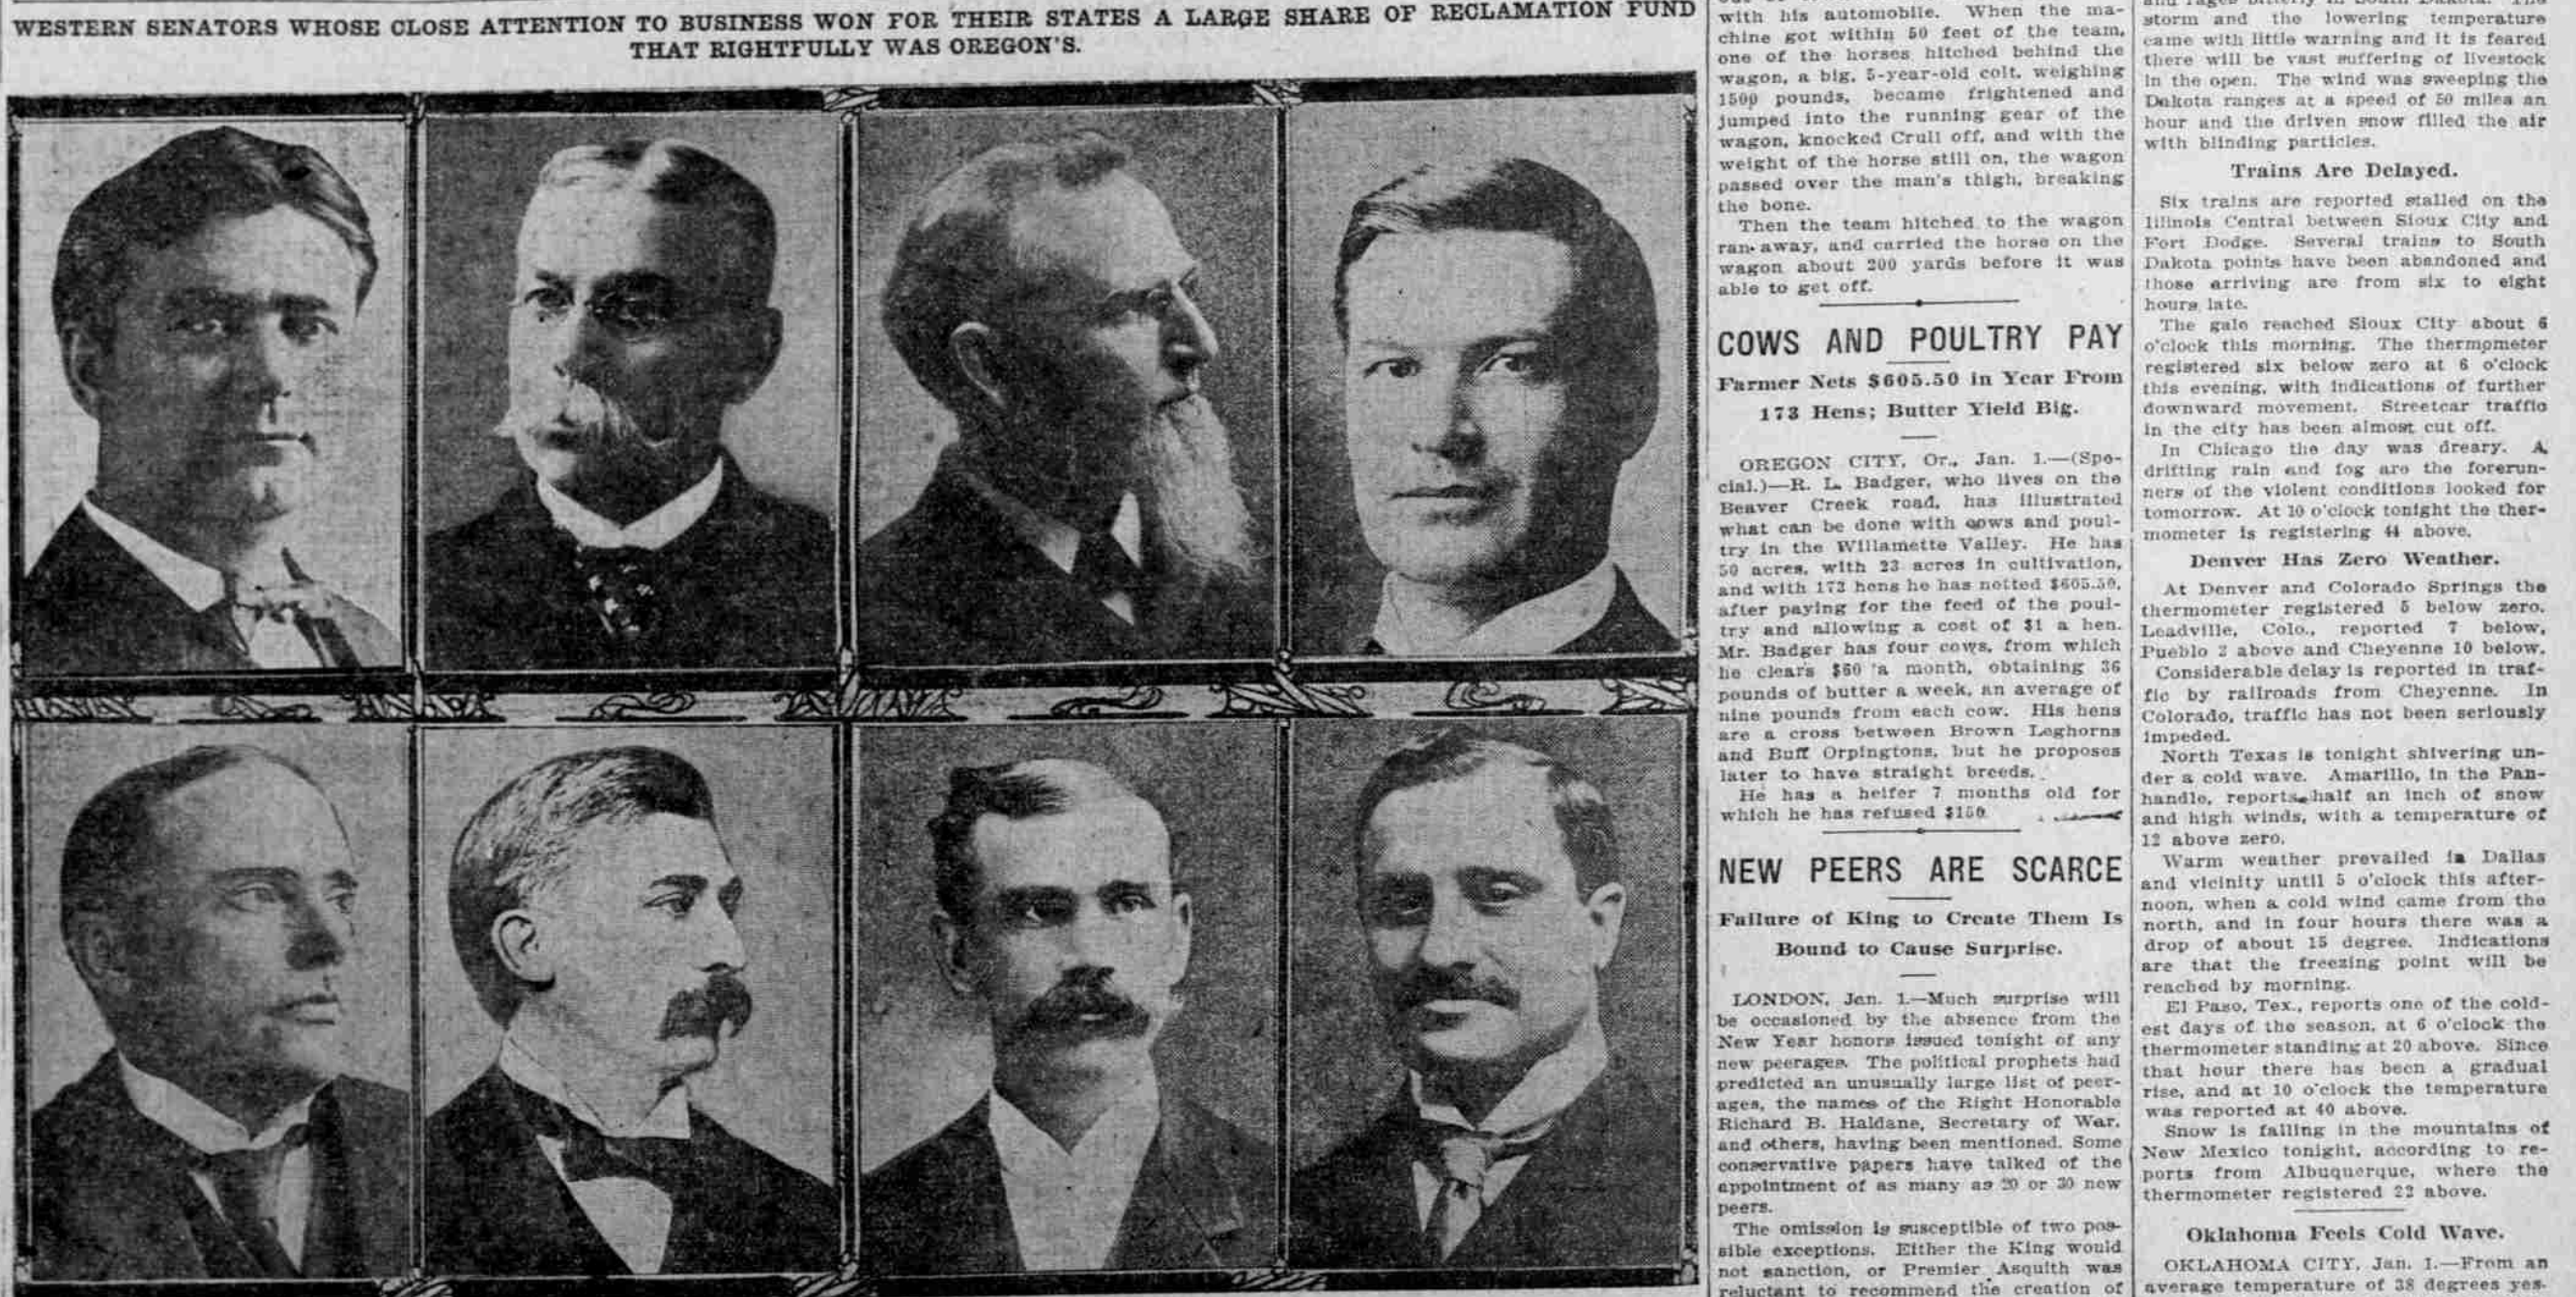 WESTERN SENATORS WHOSE CLOSE ATTENTION TO BUSINESS WON FOR THEIR STATES A LARGE SHARE OF RECLAMATION FUND
THAT RIGHTFULLY WAS OREGON'S.
with his automobile. When the ma-
chine got within 50 feet of the team,
one of the horses hitched behind the
wagon, a big, 5-year-old colt, weighing
1500 pounds, became frightened and
jumped into the running gear of the
wagon, knocked Crull off, and with the
weight of the horse still on, the wagon
passed over the man's thigh, breaking
the bone.
Then the team hitched to the wagon
ran away, and carried the horse on the
wagon about 200 yards before it was
able to get off.
COWS AND POULTRY PAY
Farmer Nets $605.50 in Year From
173 Hens; Butter Yield Big.
OREGON CITY, Or., Jan. 1.—(Spe-
cial.)—R. L. Badger, who lives on the
Beaver Creek road, has illustrated
what can be done with cows and poul-
try in the Willamette Valley. He has
50 acres, with 23 acres in cultivation,
and with 173 hens he has netted $605.50,
after paying for the feed of the poul-
try and allowing a cost of $1 a hen.
Mr. Badger has four cows, from which
he clears $60 a month, obtaining 36
pounds of butter a week, an average of
nine pounds from each cow. His hens
are a cross between Brown Leghorns
and Buff Orpingtons, but he proposes
later to have straight breeds.
He has a heifer 7 months old for
which he has refused $150.
NEW PEERS ARE SCARCE
Failure of King to Create Them Is
Bound to Cause Surprise.
LONDON, Jan. 1.—Much surprise will
be occasioned by the absence from the
New Year honors issued tonight of any
new peerages. The political prophets had
predicted an unusually large list of peer-
ages, the names of the Right Honorable
Richard B. Haldane, Secretary of War,
and others, having been mentioned. Some
conservative papers have talked of the
appointment of as many as 20 or 30 new
peers.
The omission is susceptible of two pos-
sible exceptions. Either the King would
not sanction, or Premier Asquith was
reluctant to recommend the creation of
storm and the lowering temperature
came with little warning and it is feared
there will be vast suffering of livestock
in the open. The wind was sweeping the
Dakota ranges at a speed of 50 miles an
hour and the driven snow filled the air
with blinding particles.
Trains Are Delayed.
Six trains are reported stalled on the
Illinois Central between Sioux City and
Fort Dodge. Several trains to South
Dakota points have been abandoned and
those arriving are from six to eight
hours late.
The gale reached Sioux City about 6
o'clock this morning. The thermometer
registered six below zero at 6 o'clock
this evening, with indications of further
downward movement. Streetcar traffic
in the city has been almost cut off.
In Chicago the day was dreary. A
drifting rain and fog are the forerun-
ners of the violent conditions looked for
tomorrow. At 10 o'clock tonight the ther-
mometer is registering 44 above.
Denver Has Zero Weather.
At Denver and Colorado Springs the
thermometer registered 5 below zero.
Leadville, Colo., reported 7 below,
Pueblo 2 above and Cheyenne 10 below.
Considerable delay is reported in traf-
fic by railroads from Cheyenne. In
Colorado, traffic has not been seriously
impeded.
North Texas is tonight shivering un-
der a cold wave. Amarillo, in the Pan-
handle, reports half an inch of snow
and high winds, with a temperature of
12 above zero.
Warm weather prevailed in Dallas
and vicinity until 5 o'clock this after-
noon, when a cold wind came from the
north, and in four hours there was a
drop of about 15 degree. Indications
are that the freezing point will be
reached by morning.
El Paso, Tex., reports one of the cold-
est days of the season, at 6 o'clock the
thermometer standing at 20 above. Since
that hour there has been a gradual
rise, and at 10 o'clock the temperature
was reported at 40 above.
Snow is falling in the mountains of
New Mexico tonight, according to re-
ports from Albuquerque, where the
thermometer registered 22 above.
Oklahoma Feels Cold Wave.
OKLAHOMA CITY, Jan. 1.—From an
average temperature of 38 degrees yes-